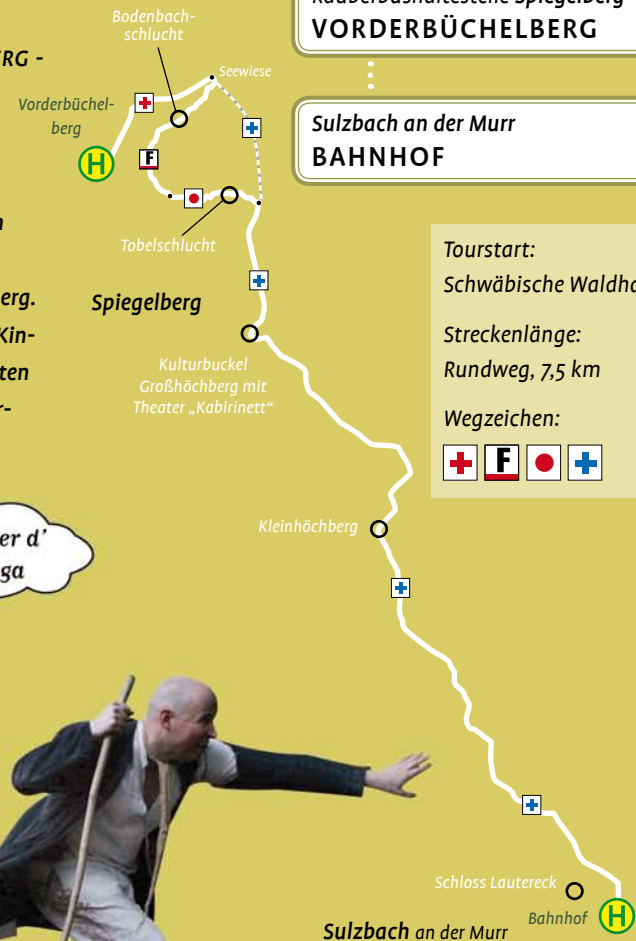 Räuberbushaltestelle Spiegelberg
VORDERBÜCHELBERG
Sulzbach an der Murr
BAHNHOF
RG -
erg.
Kin-
ten
r-
Bodenbach-
schlucht
Seewiese
Vorderbüchel-
berg
H
F
Tobelschlucht
Spiegelberg
Kulturbuckel
Großhöchberg mit
Theater „Kabirinett“
Tourstart:
Schwäbische Waldha
Streckenlänge:
Rundweg, 7,5 km
Wegzeichen:
F
Kleinhöchberg
er d'
ga
Schloss Lautereck
Bahnhof
H
Sulzbach an der Murr